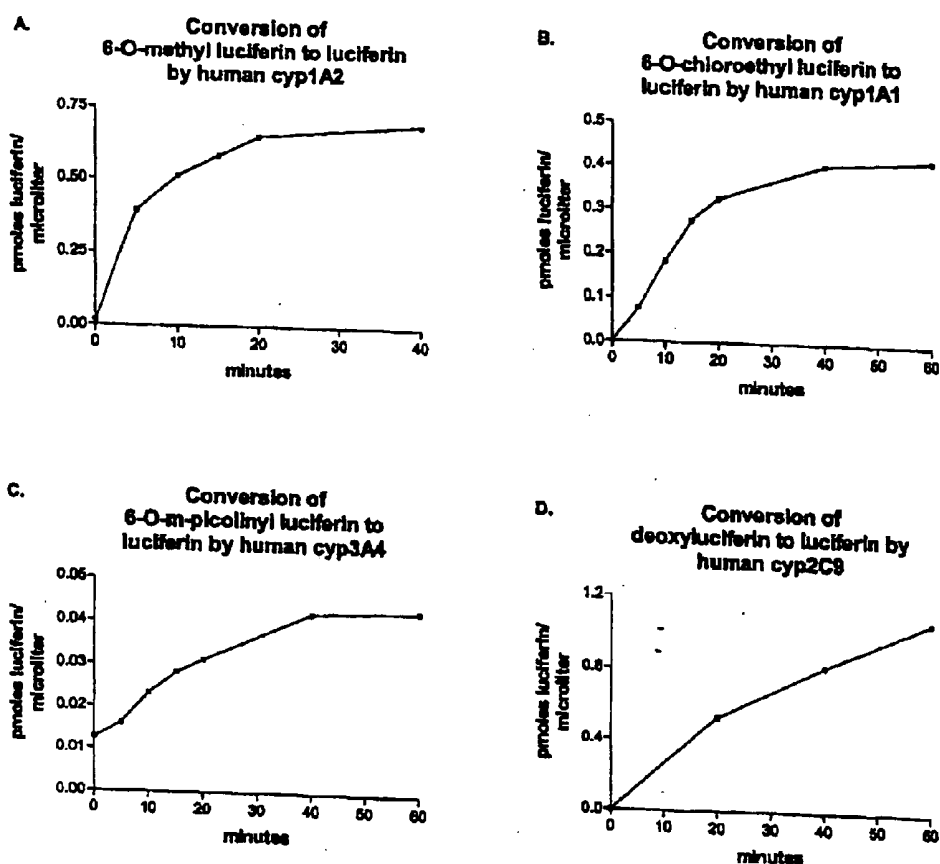 A.
Conversion of
6-O-methyl luciferin to luciferin
by human cyp1A2
pmoles luciferin/
microliter
0.75
0.50
0.25
0.00
0 10 20 30 40
minutes
B.
Conversion of
6-O-chloroethyl luciferin to
luciferin by human cyp1A1
pmoles luciferin/
microliter
0.5
0.4
0.3
0.2
0.1
0.0
0 10 20 30 40 50 60
minutes
C.
Conversion of
6-O-m-picolinyl luciferin to
luciferin by human cyp3A4
pmoles luciferin/
microliter
0.05
0.04
0.03
0.02
0.01
0.00
0 10 20 30 40 50 60
minutes
D.
Conversion of
deoxyluciferin to luciferin by
human cyp2C9
pmoles luciferin/
microliter
1.2
0.8
0.4
0.0
0 10 20 30 40 50 60
minutes